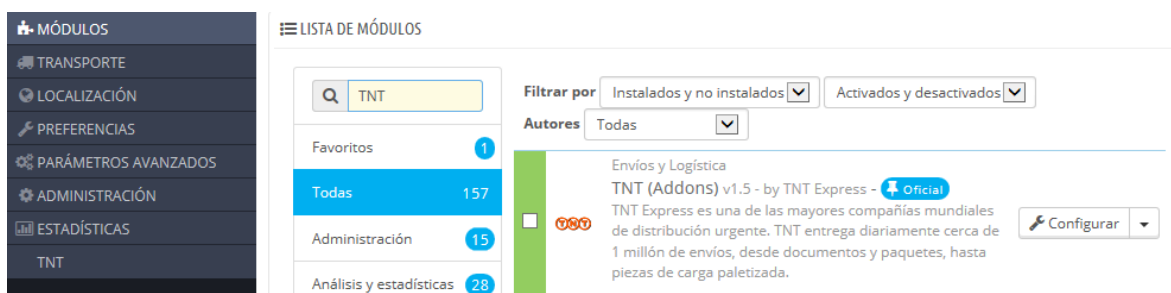 MÓDULOS
TRANSPORTE
LOCALIZACIÓN
PREFERENCIAS
PARÁMETROS AVANZADOS
ADMINISTRACIÓN
ESTADÍSTICAS
TNT
LISTA DE MÓDULOS
TNT
Favoritos 1
Todas 157
Administración 15
Análisis y estadísticas 28
Filtrar por Instalados y no instalados Activados y desactivados
Autores Todas
TNT
Envíos y Logística
TNT (Addons) v1.5 - by TNT Express - Oficial
TNT Express es una de las mayores compañías mundiales
de distribución urgente. TNT entrega diariamente cerca de
1 millón de envíos, desde documentos y paquetes, hasta
piezas de carga paletizada.
Configurar